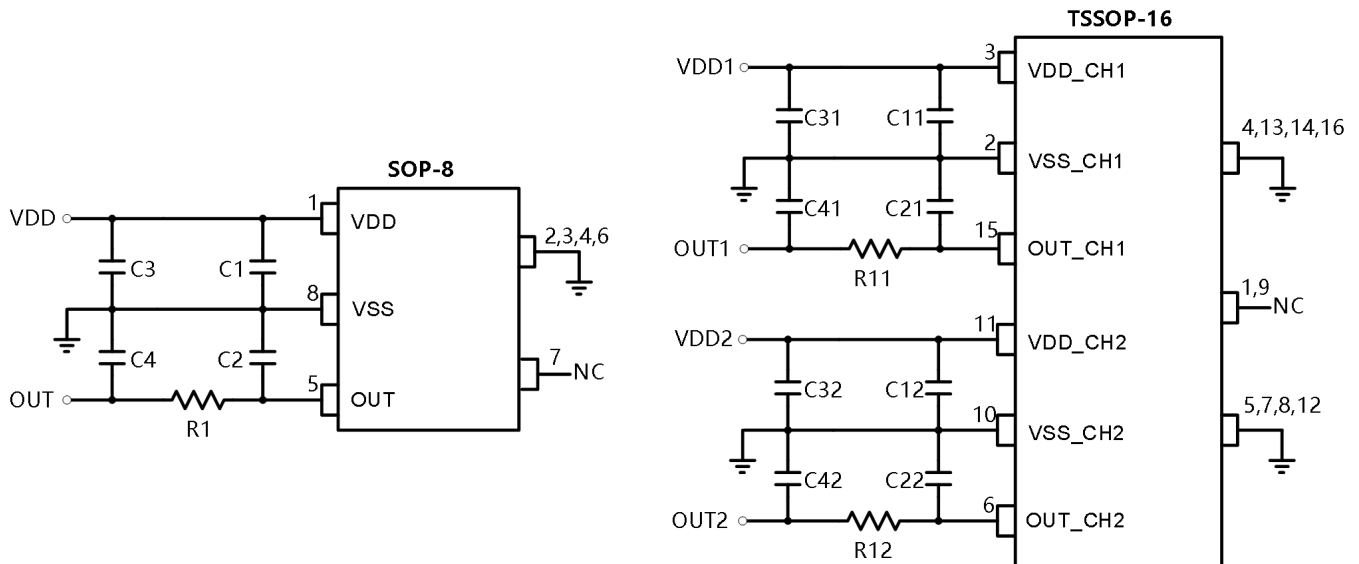 SOP-8
VDD
1
VDD
C3
C1
2,3,4,6
8
VSS
C4
C2
7
NC
OUT
5
OUT
R1
TSSOP-16
VDD1
3
VDD_CH1
C31
C11
4,13,14,16
2
VSS_CH1
C41
C21
OUT1
15
OUT_CH1
R11
1,9
NC
VDD2
11
VDD_CH2
C32
C12
5,7,8,12
10
VSS_CH2
C42
C22
OUT2
6
OUT_CH2
R12